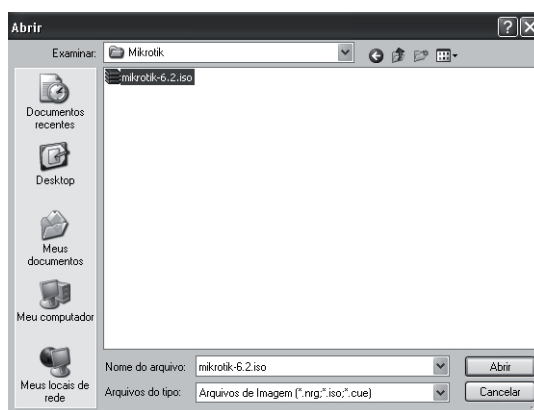 Abrir
Examinar: Mikrotik
mikrotik-6.2.iso
Documentos
recentes
Desktop
Meus
documentos
Meu computador
Meus locais de
rede
Nome do arquivo: mikrotik-6.2.iso Abrir
Arquivos do tipo: Arquivos de Imagem (*.nrg;*.iso;*.cue) Cancelar